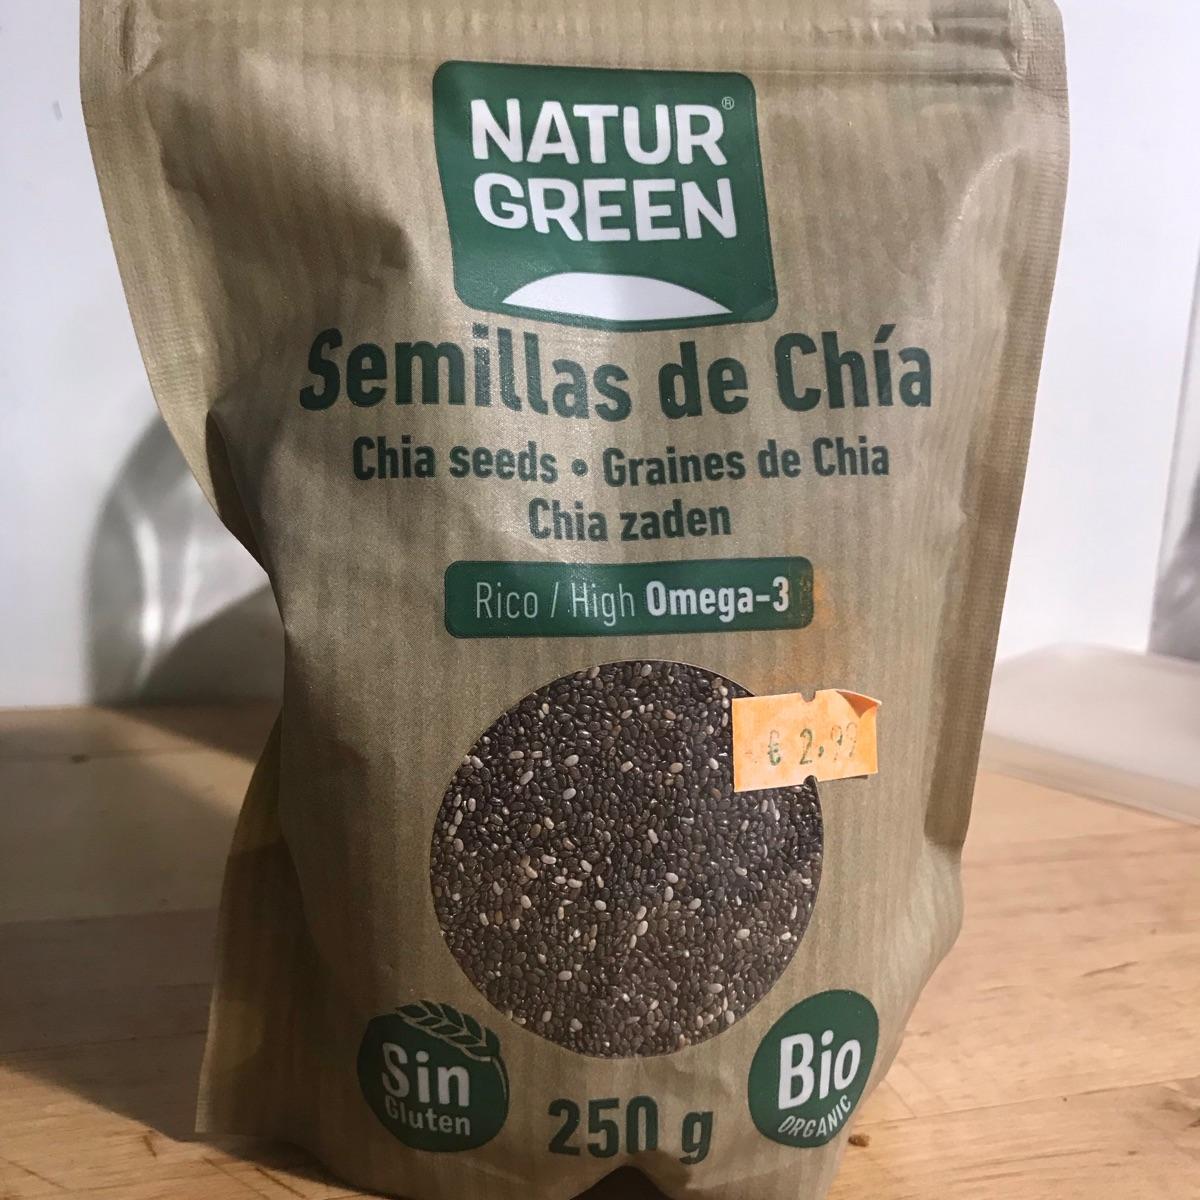 NATUR®
GREEN
Semillas de Chía
Chia seeds • Graines de Chia
Chia zaden
Rico / High Omega-3
€ 2,99
Sin
Gluten
250 g
Bio
ORGANIC